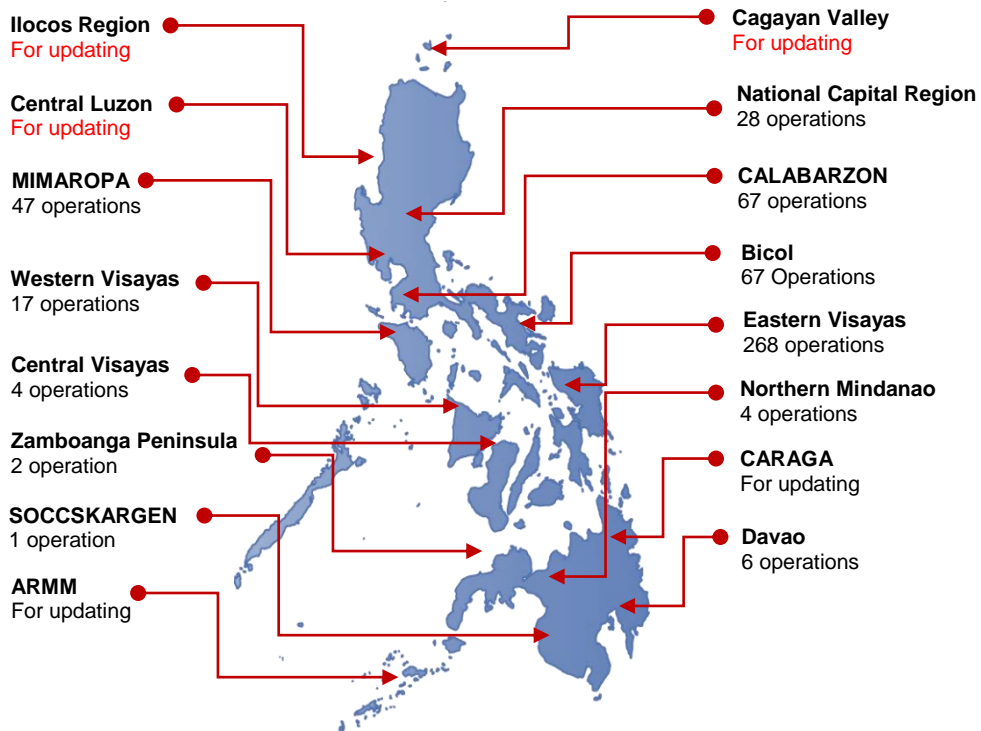 Ilocos Region
For updating
Central Luzon
For updating
MIMAROPA
47 operations
Western Visayas
17 operations
Central Visayas
4 operations
Zamboanga Peninsula
2 operation
SOCCSKARGEN
1 operation
ARMM
For updating
Cagayan Valley
For updating
National Capital Region
28 operations
CALABARZON
67 operations
Bicol
67 Operations
Eastern Visayas
268 operations
Northern Mindanao
4 operations
CARAGA
For updating
Davao
6 operations